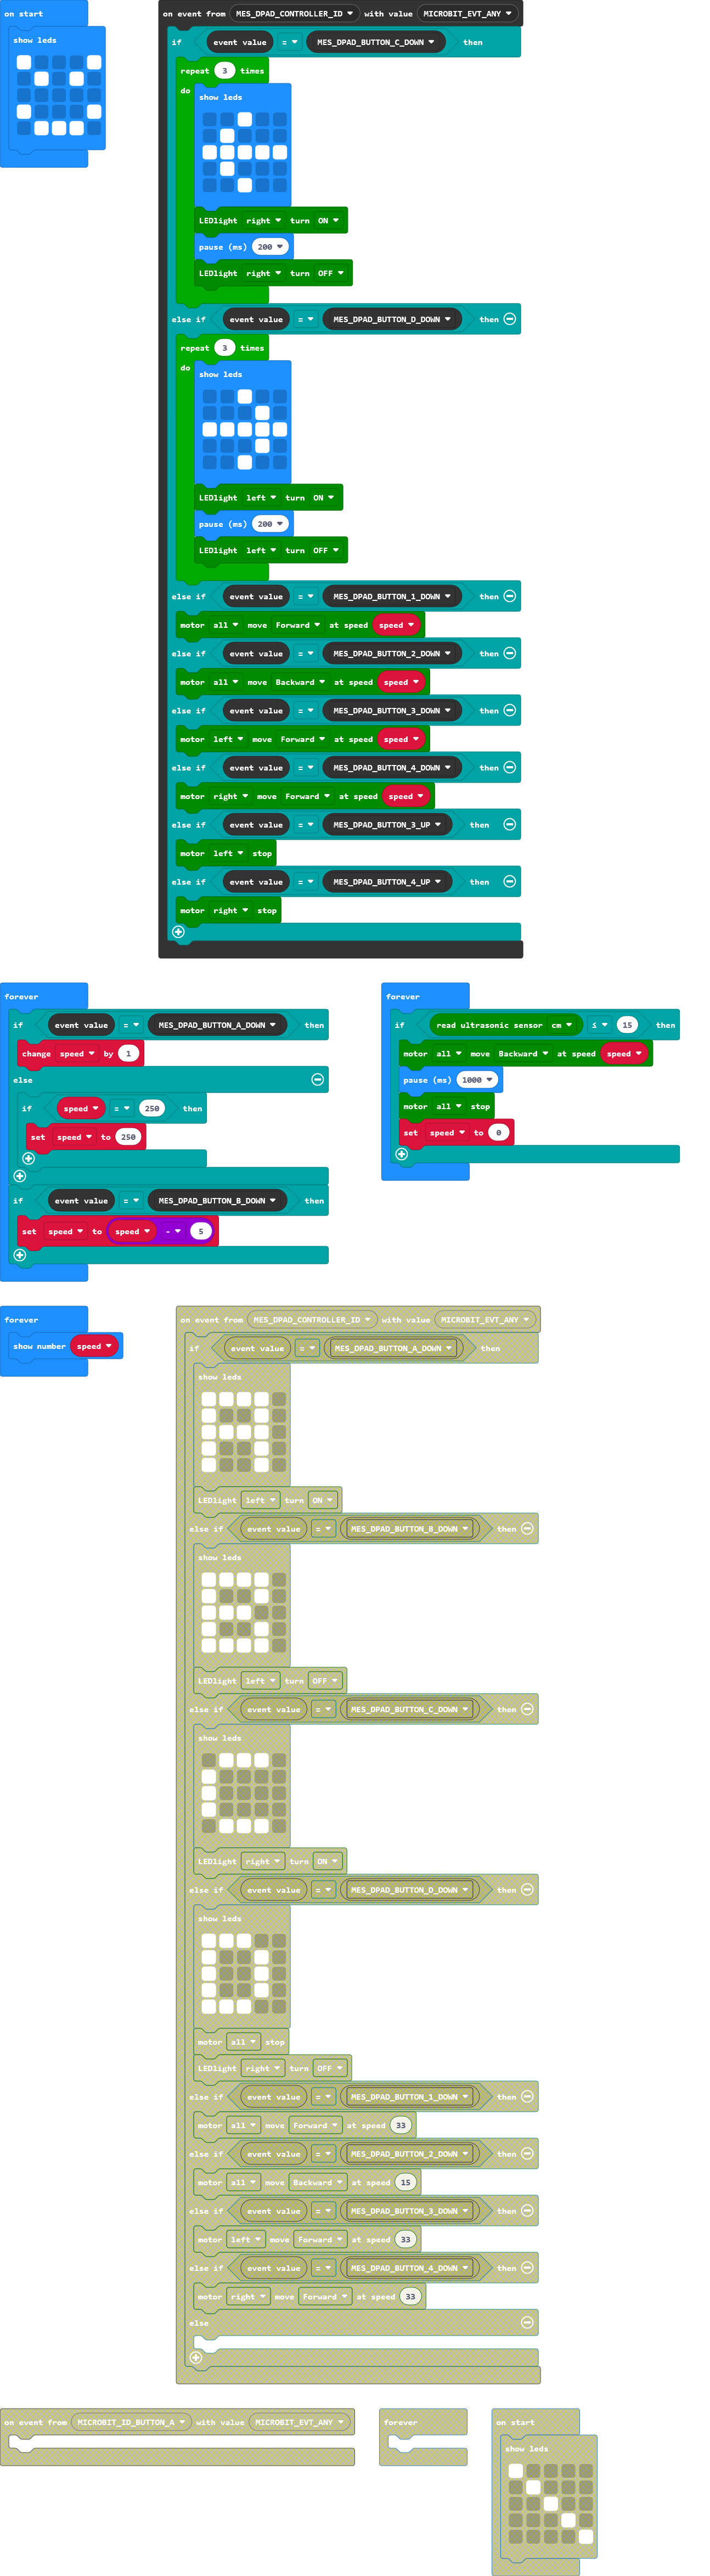 on start
show leds
on event from MES_DPAD_CONTROLLER_ID with value MICROBIT_EVT_ANY
if event value = MES_DPAD_BUTTON_C_DOWN then
repeat 3 times
do show leds
LEDlight right turn ON
pause (ms) 200
LEDlight right turn OFF
else if event value = MES_DPAD_BUTTON_D_DOWN then
repeat 3 times
do show leds
LEDlight left turn ON
pause (ms) 200
LEDlight left turn OFF
else if event value = MES_DPAD_BUTTON_1_DOWN then
motor all move Forward at speed speed
else if event value = MES_DPAD_BUTTON_2_DOWN then
motor all move Backward at speed speed
else if event value = MES_DPAD_BUTTON_3_DOWN then
motor left move Forward at speed speed
else if event value = MES_DPAD_BUTTON_4_DOWN then
motor right move Forward at speed speed
else if event value = MES_DPAD_BUTTON_3_UP then
motor left stop
else if event value = MES_DPAD_BUTTON_4_UP then
motor right stop
forever
if event value = MES_DPAD_BUTTON_A_DOWN then
change speed by 1
else
if speed = 250 then
set speed to 250
if event value = MES_DPAD_BUTTON_B_DOWN then
set speed to speed - 5
forever
if read ultrasonic sensor cm ≤ 15 then
motor all move Backward at speed speed
pause (ms) 1000
motor all stop
set speed to 0
forever
show number speed
on event from MES_DPAD_CONTROLLER_ID with value MICROBIT_EVT_ANY
if event value = MES_DPAD_BUTTON_A_DOWN then
show leds
LEDlight left turn ON
else if event value = MES_DPAD_BUTTON_B_DOWN then
show leds
LEDlight left turn OFF
else if event value = MES_DPAD_BUTTON_C_DOWN then
show leds
LEDlight right turn ON
else if event value = MES_DPAD_BUTTON_D_DOWN then
show leds
motor all stop
LEDlight right turn OFF
else if event value = MES_DPAD_BUTTON_1_DOWN then
motor all move Forward at speed 33
else if event value = MES_DPAD_BUTTON_2_DOWN then
motor all move Backward at speed 15
else if event value = MES_DPAD_BUTTON_3_DOWN then
motor left move Forward at speed 33
else if event value = MES_DPAD_BUTTON_4_DOWN then
motor right move Forward at speed 33
else
on event from MICROBIT_ID_BUTTON_A with value MICROBIT_EVT_ANY
forever
on start
show leds